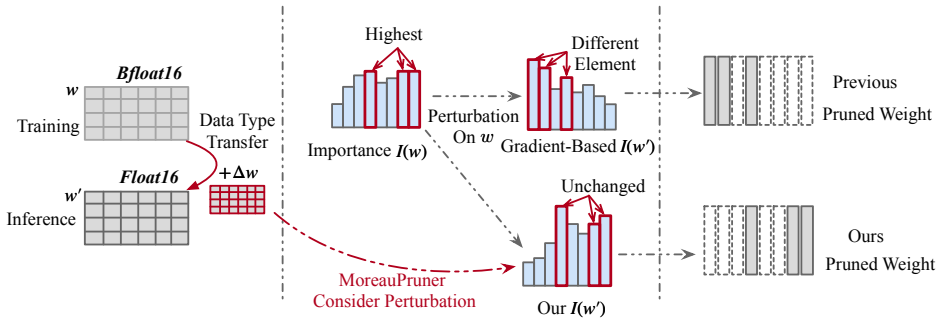 Bfloat16
w
Training
Data Type
Transfer
+Δw
Float16
w'
Inference
Highest
Importance I(w)
Perturbation
On w
Different
Element
Gradient-Based I(w')
Unchanged
Our I(w')
MoreauPruner
Consider Perturbation
Previous
Pruned Weight
Ours
Pruned Weight